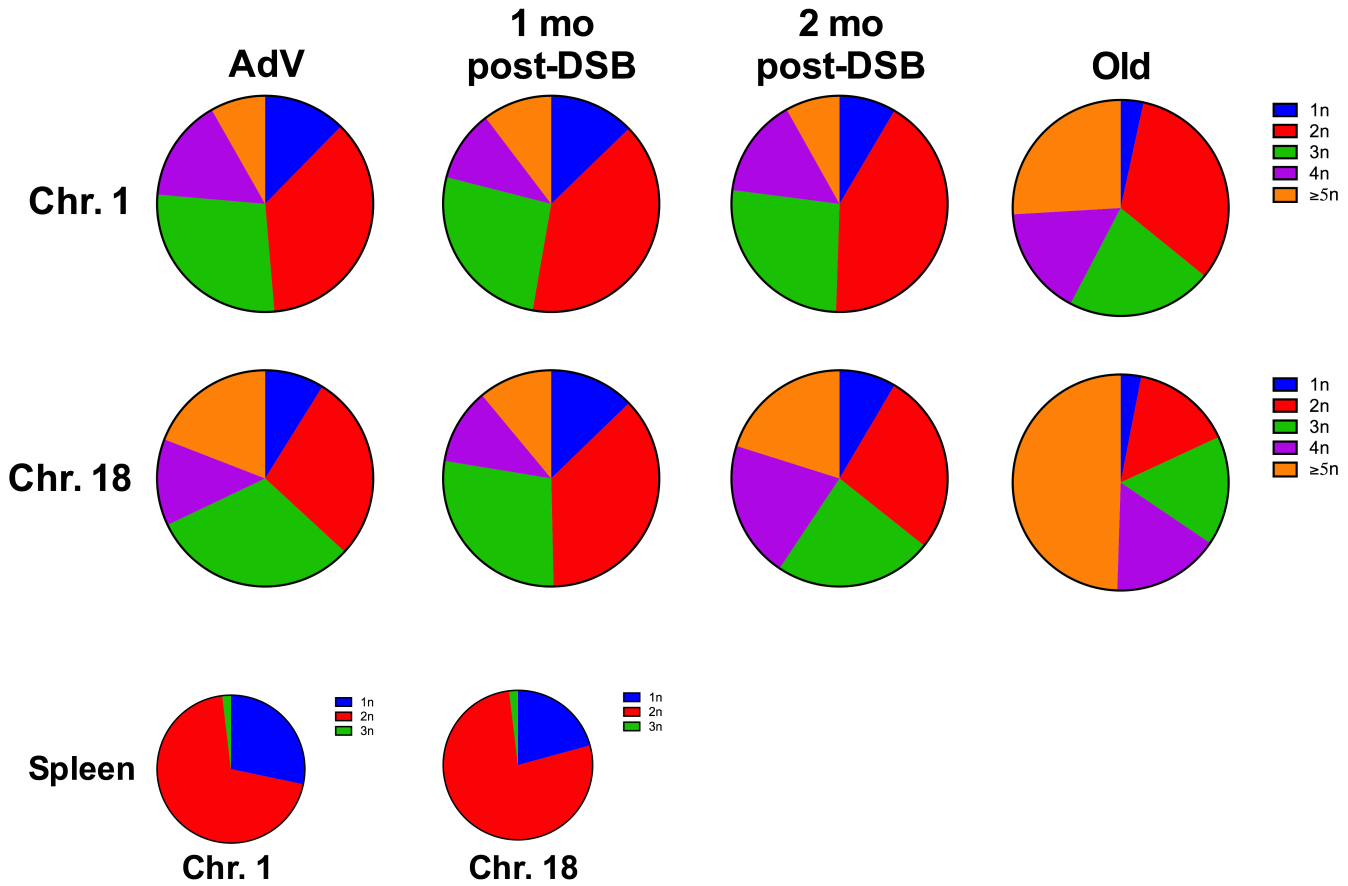 AdV
1 mo
post-DSB
2 mo
post-DSB
Old
Chr. 1
1n
2n
3n
4n
≥5n
Chr. 18
1n
2n
3n
4n
≥5n
Spleen
1n
2n
3n
1n
2n
3n
Chr. 1
Chr. 18